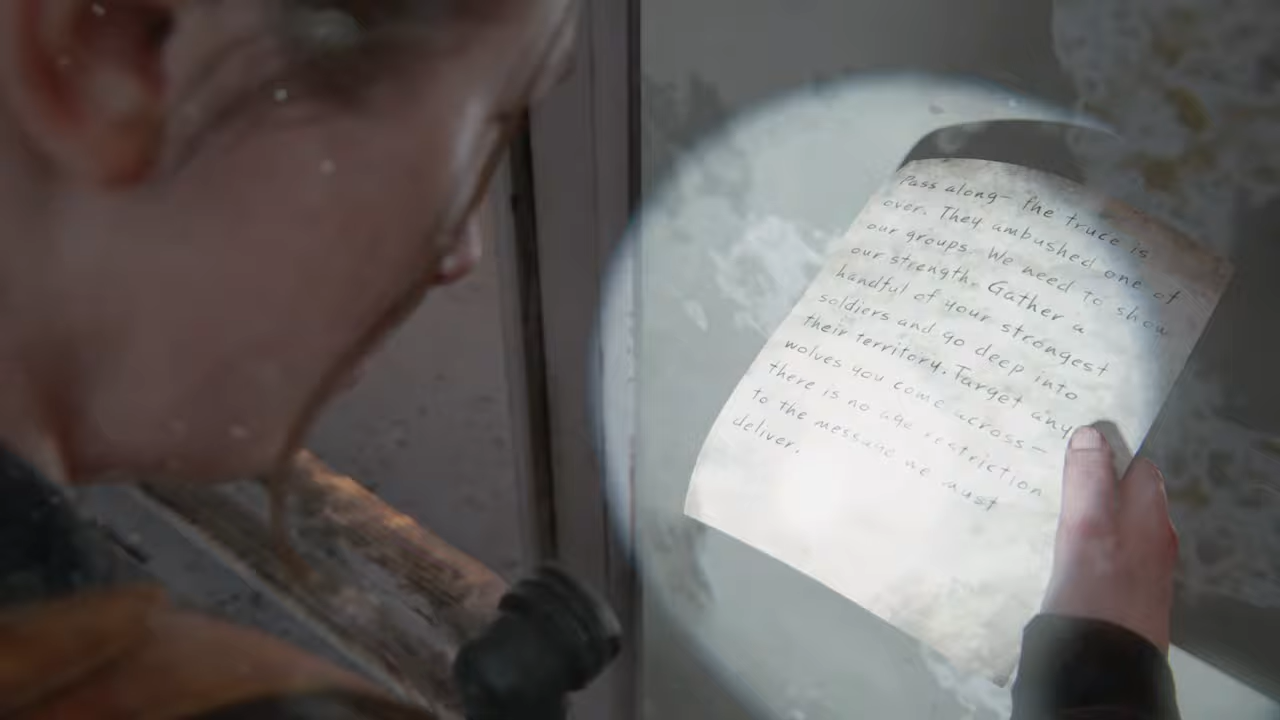 Pass along– the truce is
over. They ambushed one of
our groups. We need to show
our strength. Gather a
handful of your strongest
soldiers and go deep into
their territory. Target any
wolves you come across–
there is no age restriction
to the message we must
deliver.